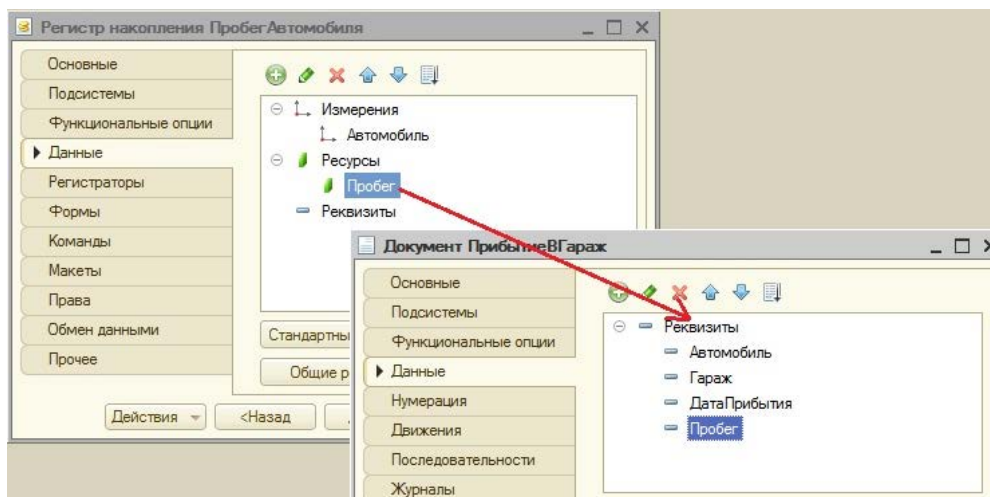 Регистр накопления ПробегАвтомобиля
Основные
Подсистемы
Функциональные опции
Данные
Регистраторы
Формы
Команды
Макеты
Права
Обмен данными
Прочее
Измерения
Автомобиль
Ресурсы
Пробег
Реквизиты
Стандартны
Общие р
Действия
<Назад
Документ ПрибытиеВГараж
Основные
Подсистемы
Функциональные опции
Данные
Нумерация
Движения
Последовательности
Журналы
Реквизиты
Автомобиль
Гараж
ДатаПрибытия
Пробег